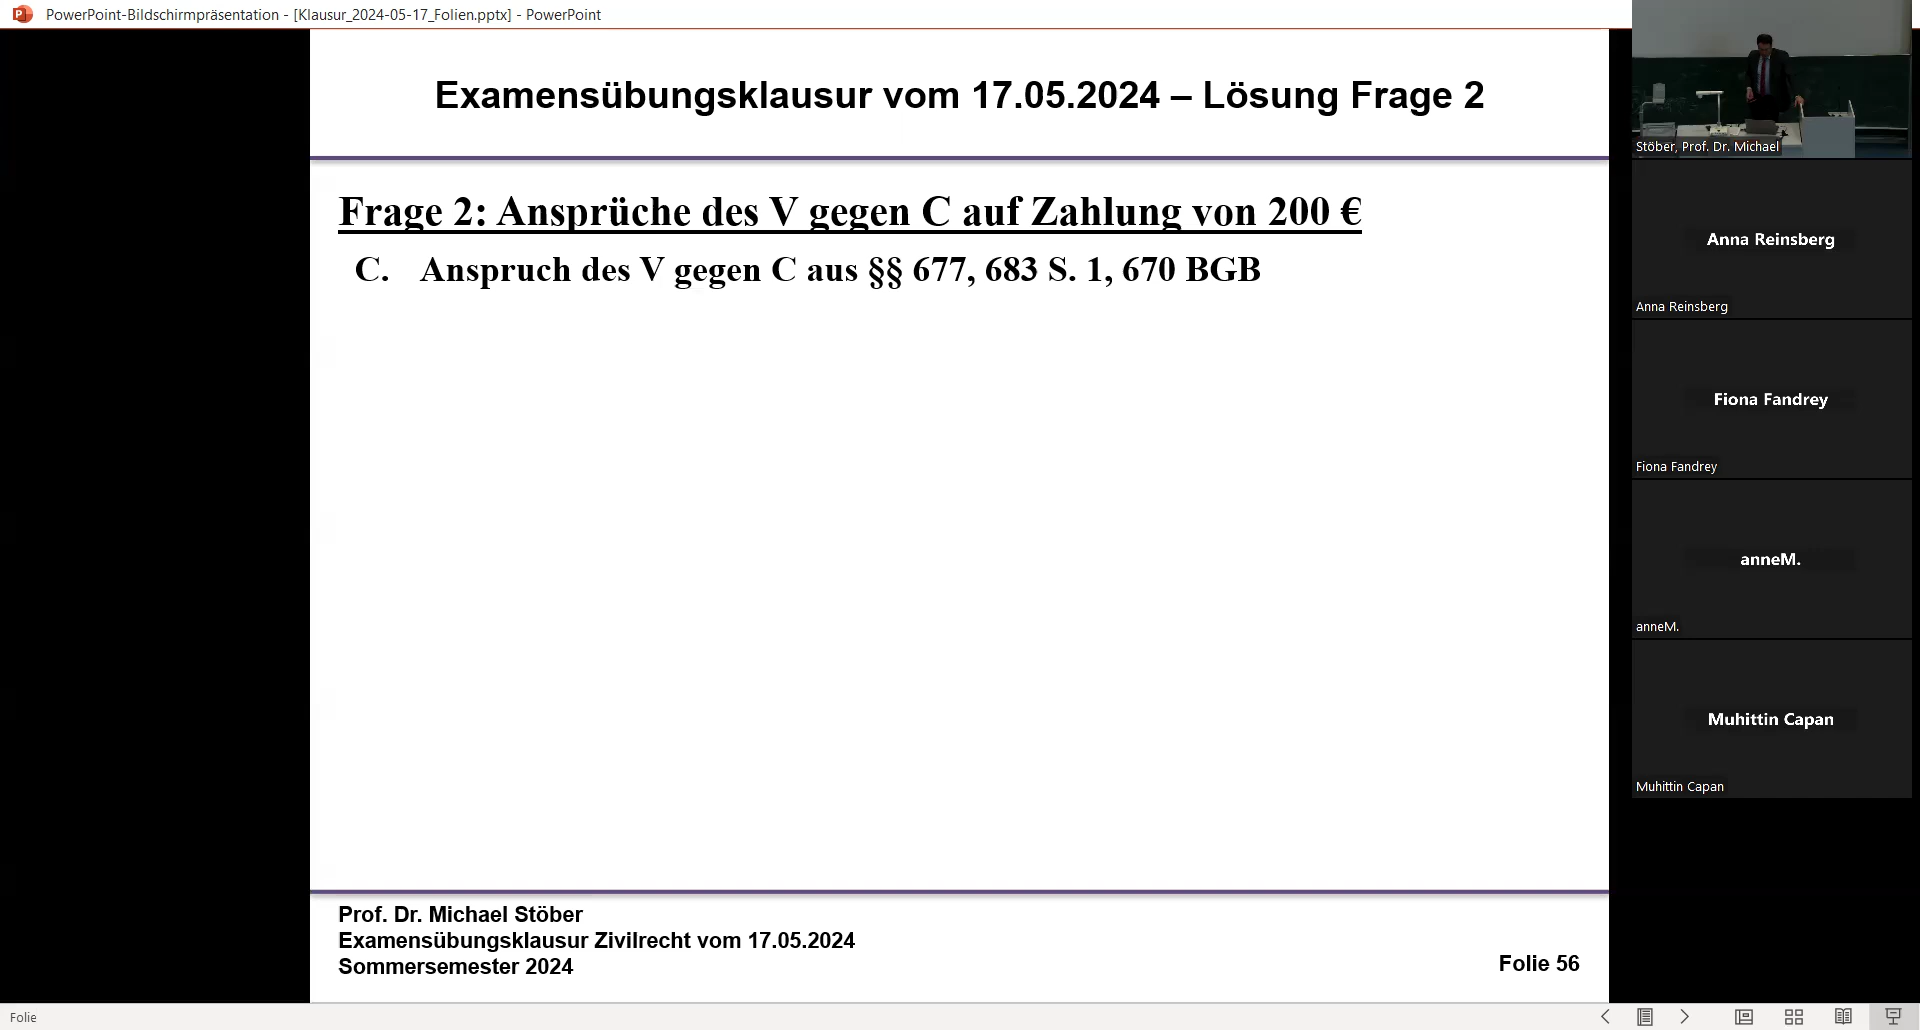 PowerPoint-Bildschirmpräsentation - [Klausur_2024-05-17_Folien.pptx] - PowerPoint
Examensübungsklausur vom 17.05.2024 – Lösung Frage 2
Frage 2: Ansprüche des V gegen C auf Zahlung von 200 €
C. Anspruch des V gegen C aus §§ 677, 683 S. 1, 670 BGB
Prof. Dr. Michael Stöber
Examensübungsklausur Zivilrecht vom 17.05.2024
Sommersemester 2024
Folie 56
Stöber, Prof. Dr. Michael
Anna Reinsberg
Anna Reinsberg
Fiona Fandrey
Fiona Fandrey
anneM.
anneM.
Muhittin Capan
Muhittin Capan
Folie